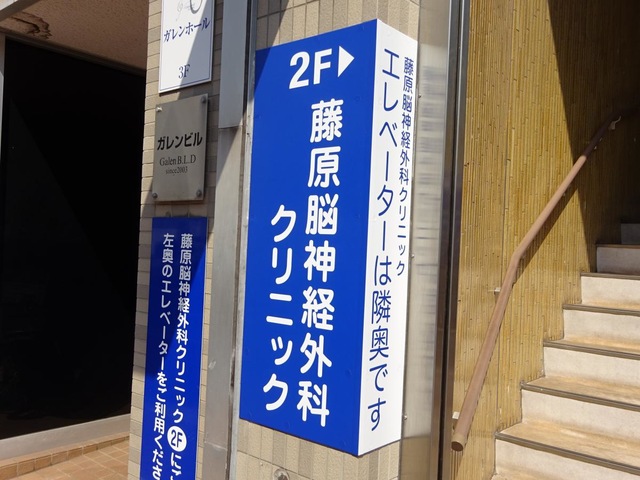 ガレンホール
3F
ガレンビル
Galen B.L.D
since2003
2F
藤原脳神経外科
クリニック
藤原脳神経外科クリニック
エレベーターは隣奥です
藤原脳神経外科クリニック2Fにご
左奥のエレベーターをご利用くださ